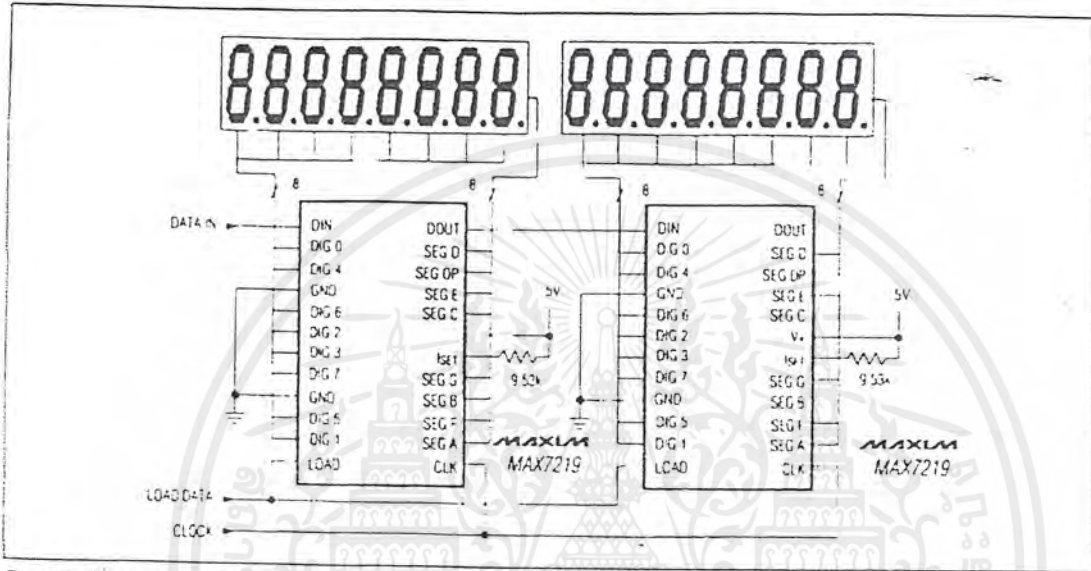 DATA IN
DIN
DIG 0
DIG 4
GND
DIG 6
DIG 2
DIG 3
DIG 7
GND
DIG 5
DIG 1
LOAD
DOUT
SEG D
SEG DP
SEG E
SEG C
ISET
SEG G
SEG B
SEG F
SEG A
CLK
8
8
5V
9.53k
MAXIM
MAX7219
DIN
DIG 0
DIG 4
GND
DIG 6
DIG 2
DIG 3
DIG 7
GND
DIG 5
DIG 1
LOAD
DOUT
SEG D
SEG DP
SEG E
SEG C
V+
ISET
SEG G
SEG B
SEG F
SEG A
CLK
8
8
5V
9.53k
MAXIM
MAX7219
LOAD DATA
CLOCK